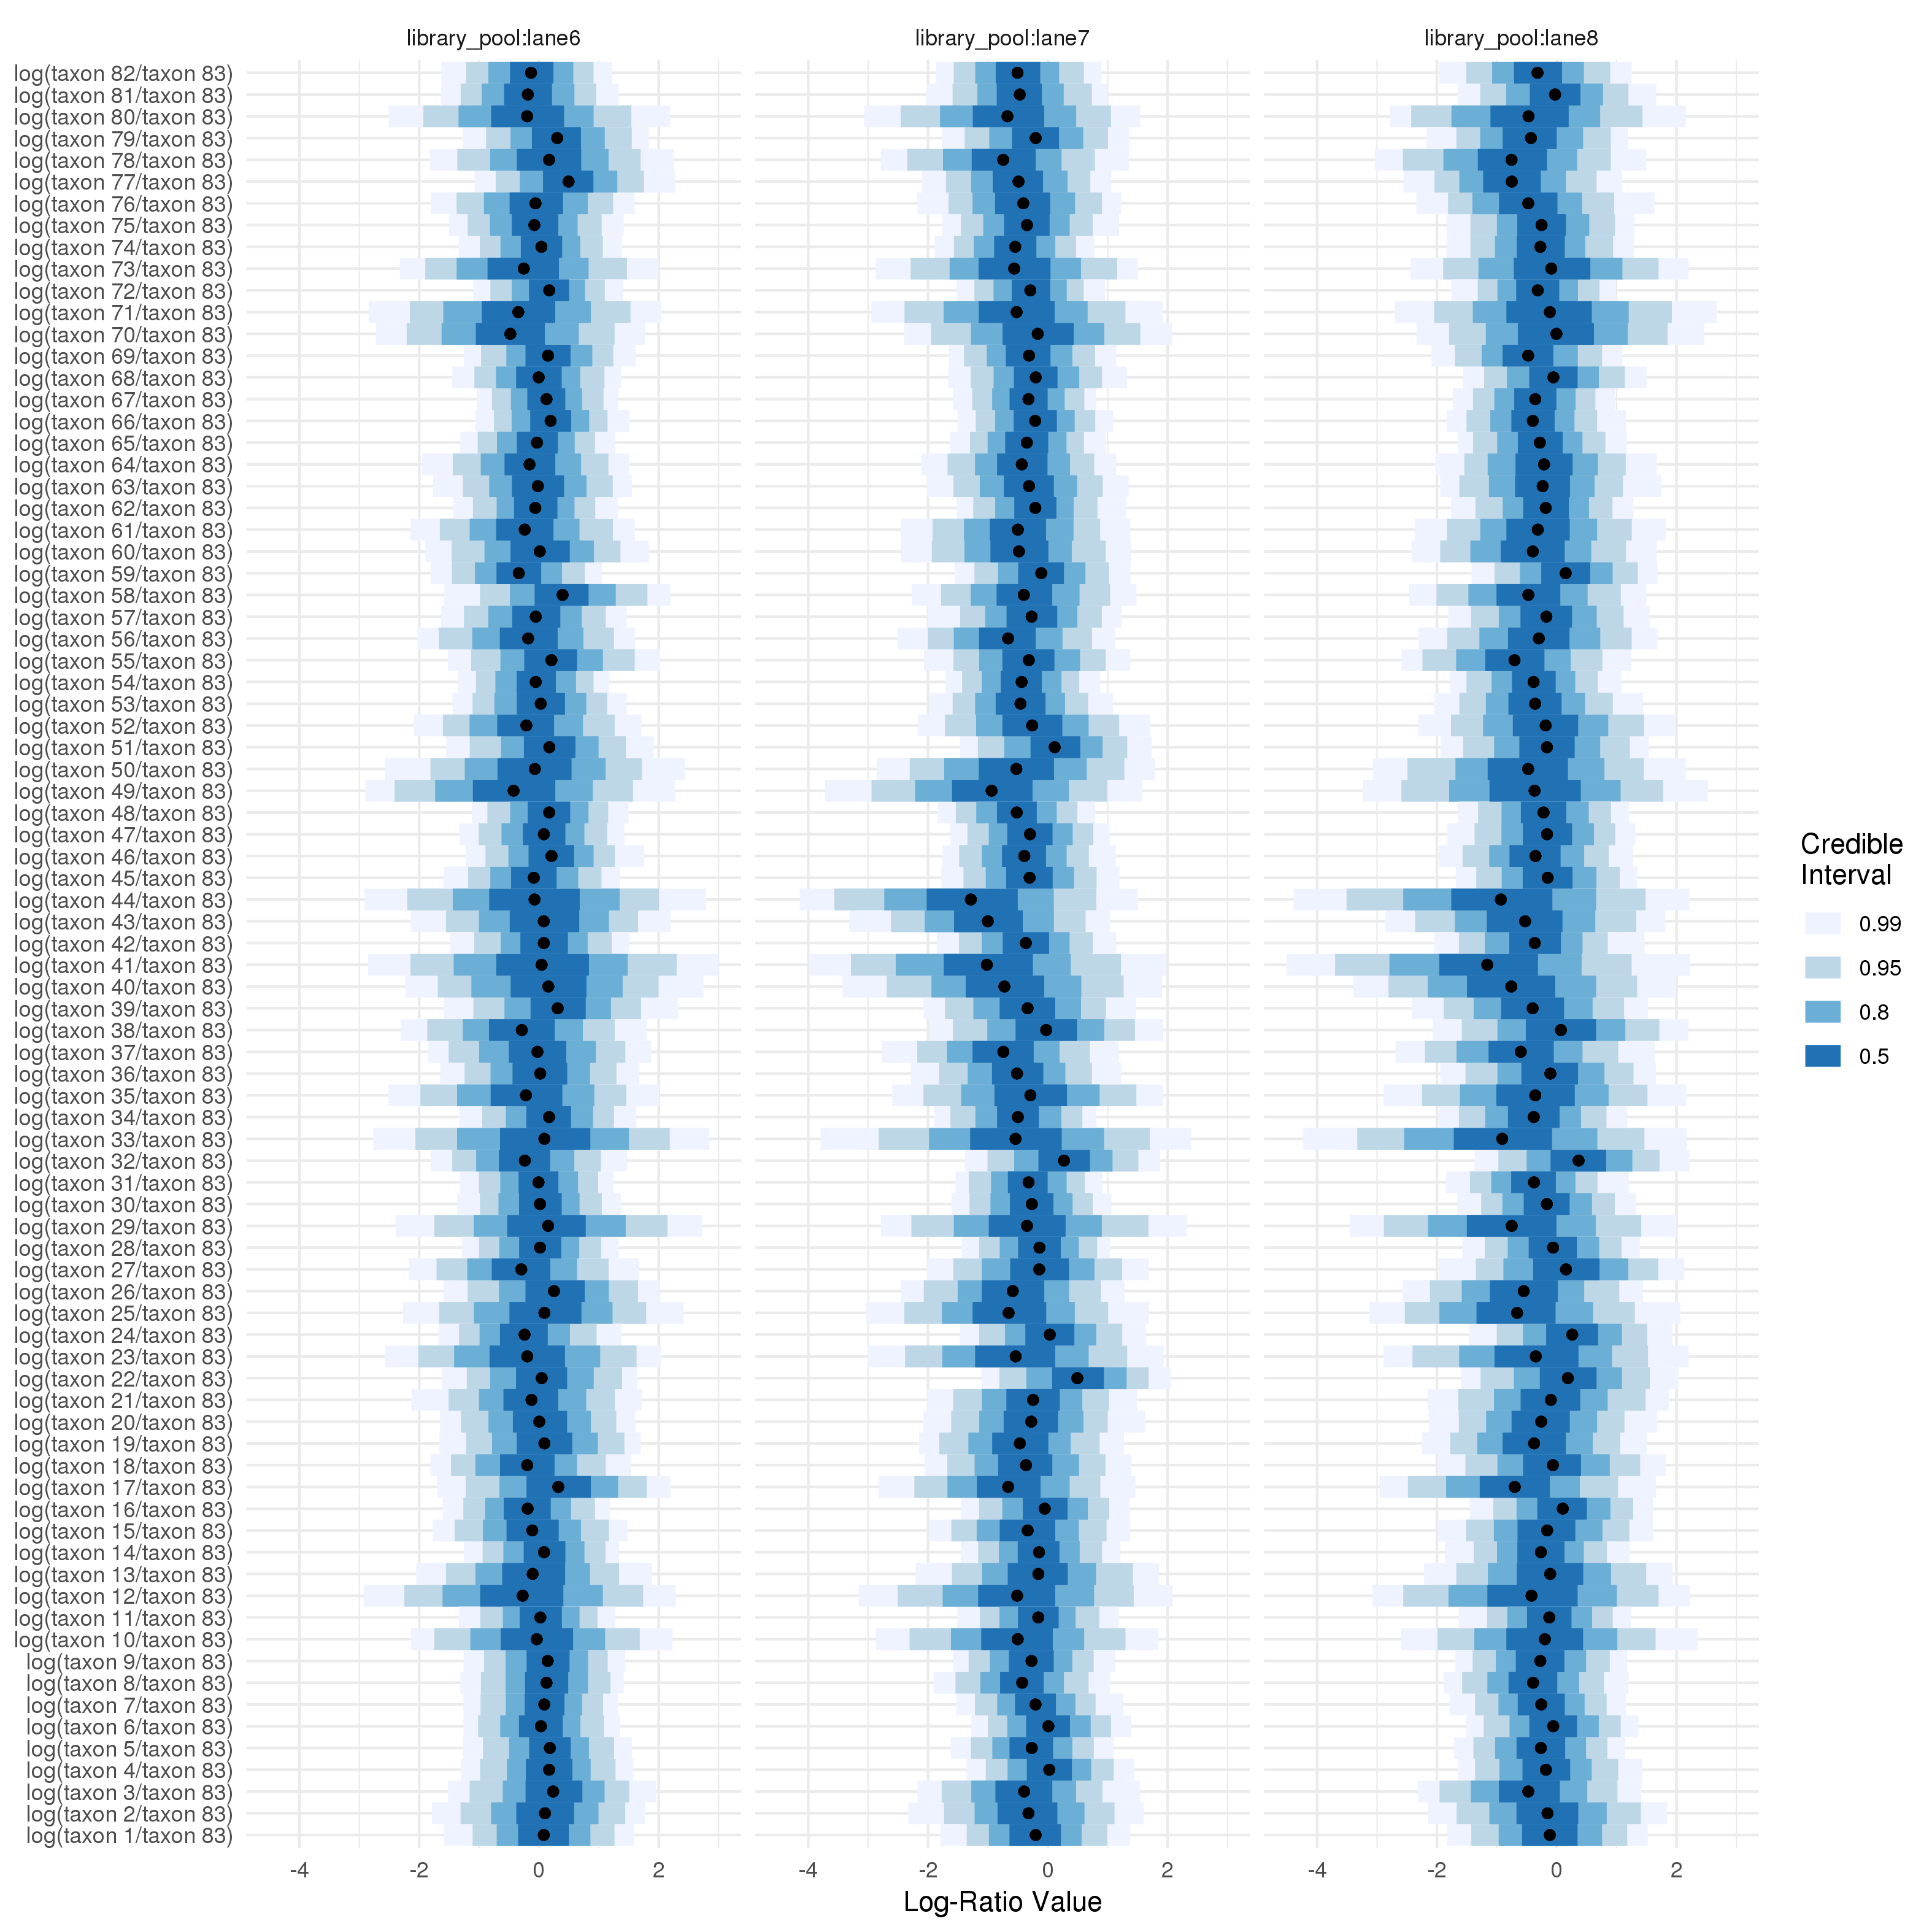 library_pool:lane6 library_pool:lane7 library_pool:lane8
log(taxon 82/taxon 83)
log(taxon 81/taxon 83)
log(taxon 80/taxon 83)
log(taxon 79/taxon 83)
log(taxon 78/taxon 83)
log(taxon 77/taxon 83)
log(taxon 76/taxon 83)
log(taxon 75/taxon 83)
log(taxon 74/taxon 83)
log(taxon 73/taxon 83)
log(taxon 72/taxon 83)
log(taxon 71/taxon 83)
log(taxon 70/taxon 83)
log(taxon 69/taxon 83)
log(taxon 68/taxon 83)
log(taxon 67/taxon 83)
log(taxon 66/taxon 83)
log(taxon 65/taxon 83)
log(taxon 64/taxon 83)
log(taxon 63/taxon 83)
log(taxon 62/taxon 83)
log(taxon 61/taxon 83)
log(taxon 60/taxon 83)
log(taxon 59/taxon 83)
log(taxon 58/taxon 83)
log(taxon 57/taxon 83)
log(taxon 56/taxon 83)
log(taxon 55/taxon 83)
log(taxon 54/taxon 83)
log(taxon 53/taxon 83)
log(taxon 52/taxon 83)
log(taxon 51/taxon 83)
log(taxon 50/taxon 83)
log(taxon 49/taxon 83)
log(taxon 48/taxon 83)
log(taxon 47/taxon 83)
log(taxon 46/taxon 83)
log(taxon 45/taxon 83)
log(taxon 44/taxon 83)
log(taxon 43/taxon 83)
log(taxon 42/taxon 83)
log(taxon 41/taxon 83)
log(taxon 40/taxon 83)
log(taxon 39/taxon 83)
log(taxon 38/taxon 83)
log(taxon 37/taxon 83)
log(taxon 36/taxon 83)
log(taxon 35/taxon 83)
log(taxon 34/taxon 83)
log(taxon 33/taxon 83)
log(taxon 32/taxon 83)
log(taxon 31/taxon 83)
log(taxon 30/taxon 83)
log(taxon 29/taxon 83)
log(taxon 28/taxon 83)
log(taxon 27/taxon 83)
log(taxon 26/taxon 83)
log(taxon 25/taxon 83)
log(taxon 24/taxon 83)
log(taxon 23/taxon 83)
log(taxon 22/taxon 83)
log(taxon 21/taxon 83)
log(taxon 20/taxon 83)
log(taxon 19/taxon 83)
log(taxon 18/taxon 83)
log(taxon 17/taxon 83)
log(taxon 16/taxon 83)
log(taxon 15/taxon 83)
log(taxon 14/taxon 83)
log(taxon 13/taxon 83)
log(taxon 12/taxon 83)
log(taxon 11/taxon 83)
log(taxon 10/taxon 83)
log(taxon 9/taxon 83)
log(taxon 8/taxon 83)
log(taxon 7/taxon 83)
log(taxon 6/taxon 83)
log(taxon 5/taxon 83)
log(taxon 4/taxon 83)
log(taxon 3/taxon 83)
log(taxon 2/taxon 83)
log(taxon 1/taxon 83)
-4 -2 0 2 -4 -2 0 2 -4 -2 0 2
Log-Ratio Value
Credible
Interval
0.99
0.95
0.8
0.5